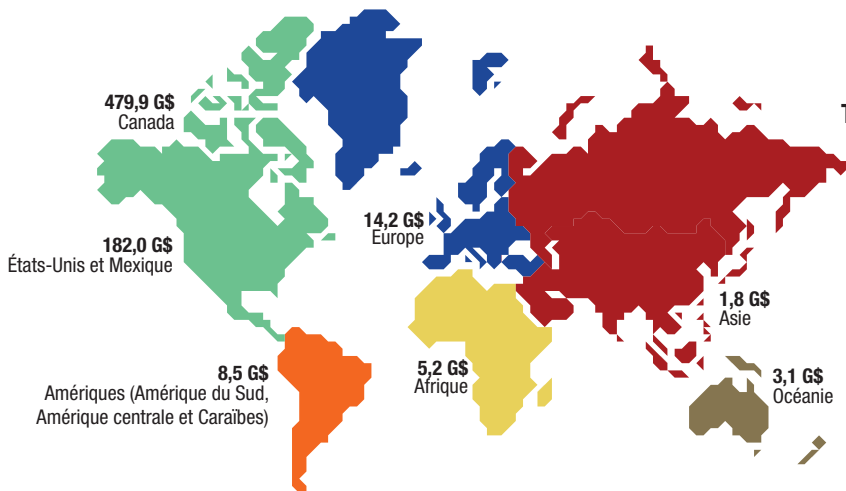 479,9 G$
Canada
182,0 G$
États-Unis et Mexique
8,5 G$
Amériques (Amérique du Sud,
Amérique centrale et Caraïbes)
14,2 G$
Europe
5,2 G$
Afrique
1,8 G$
Asie
3,1 G$
Océanie